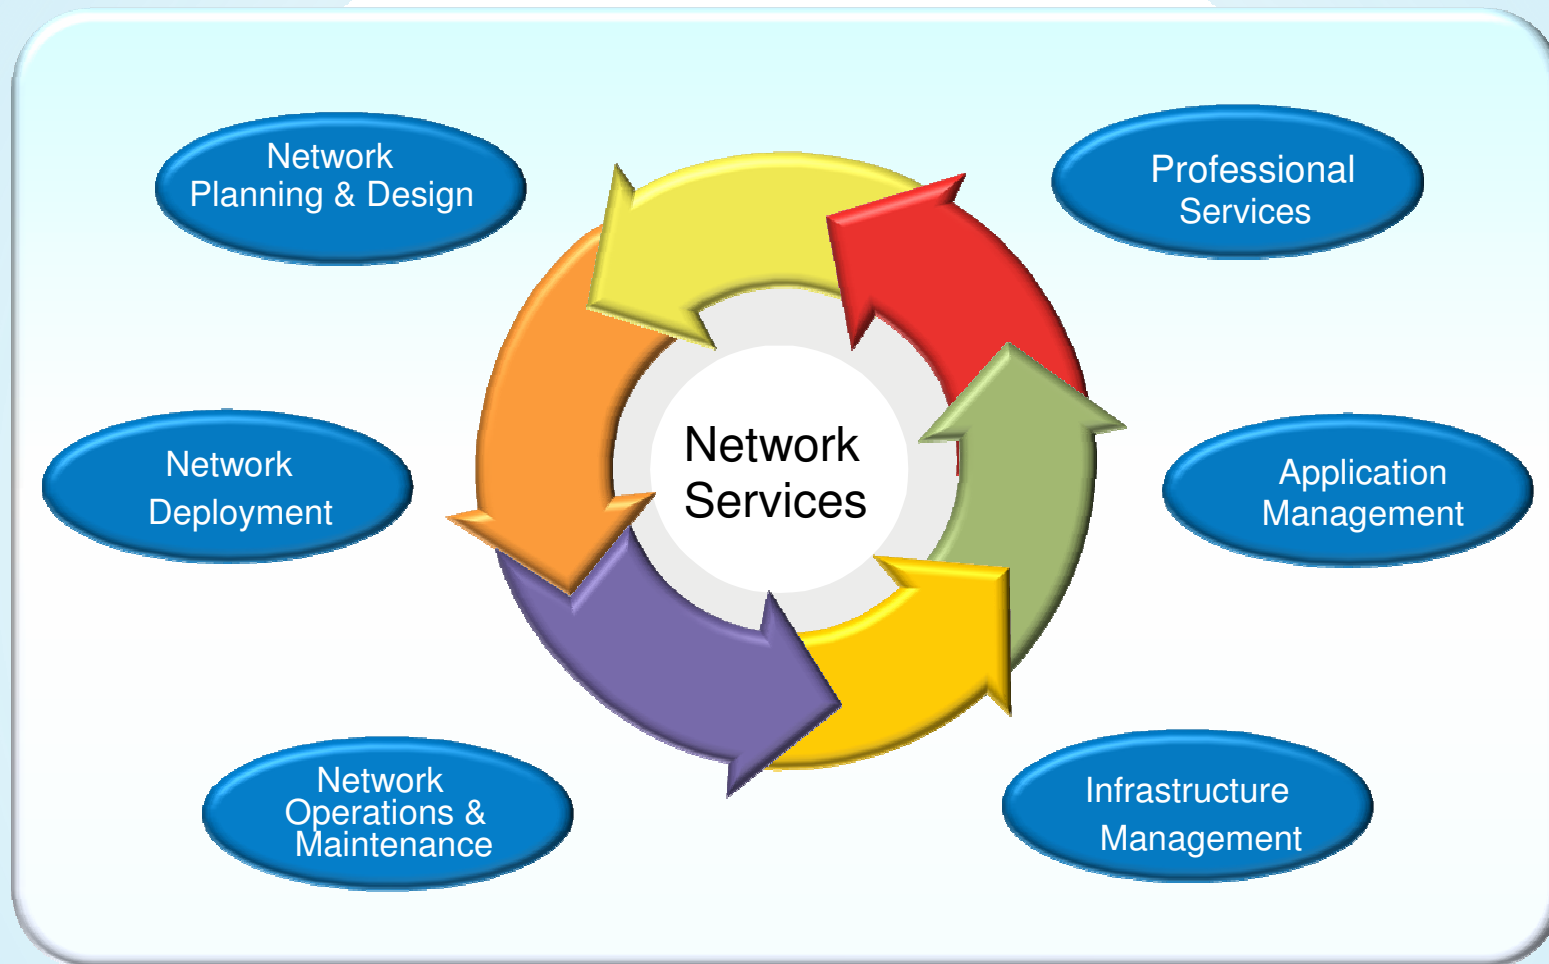 Network
Planning & Design
Professional
Services
Network
Services
Network
Deployment
Application
Management
Network
Operations &
Maintenance
Infrastructure
Management